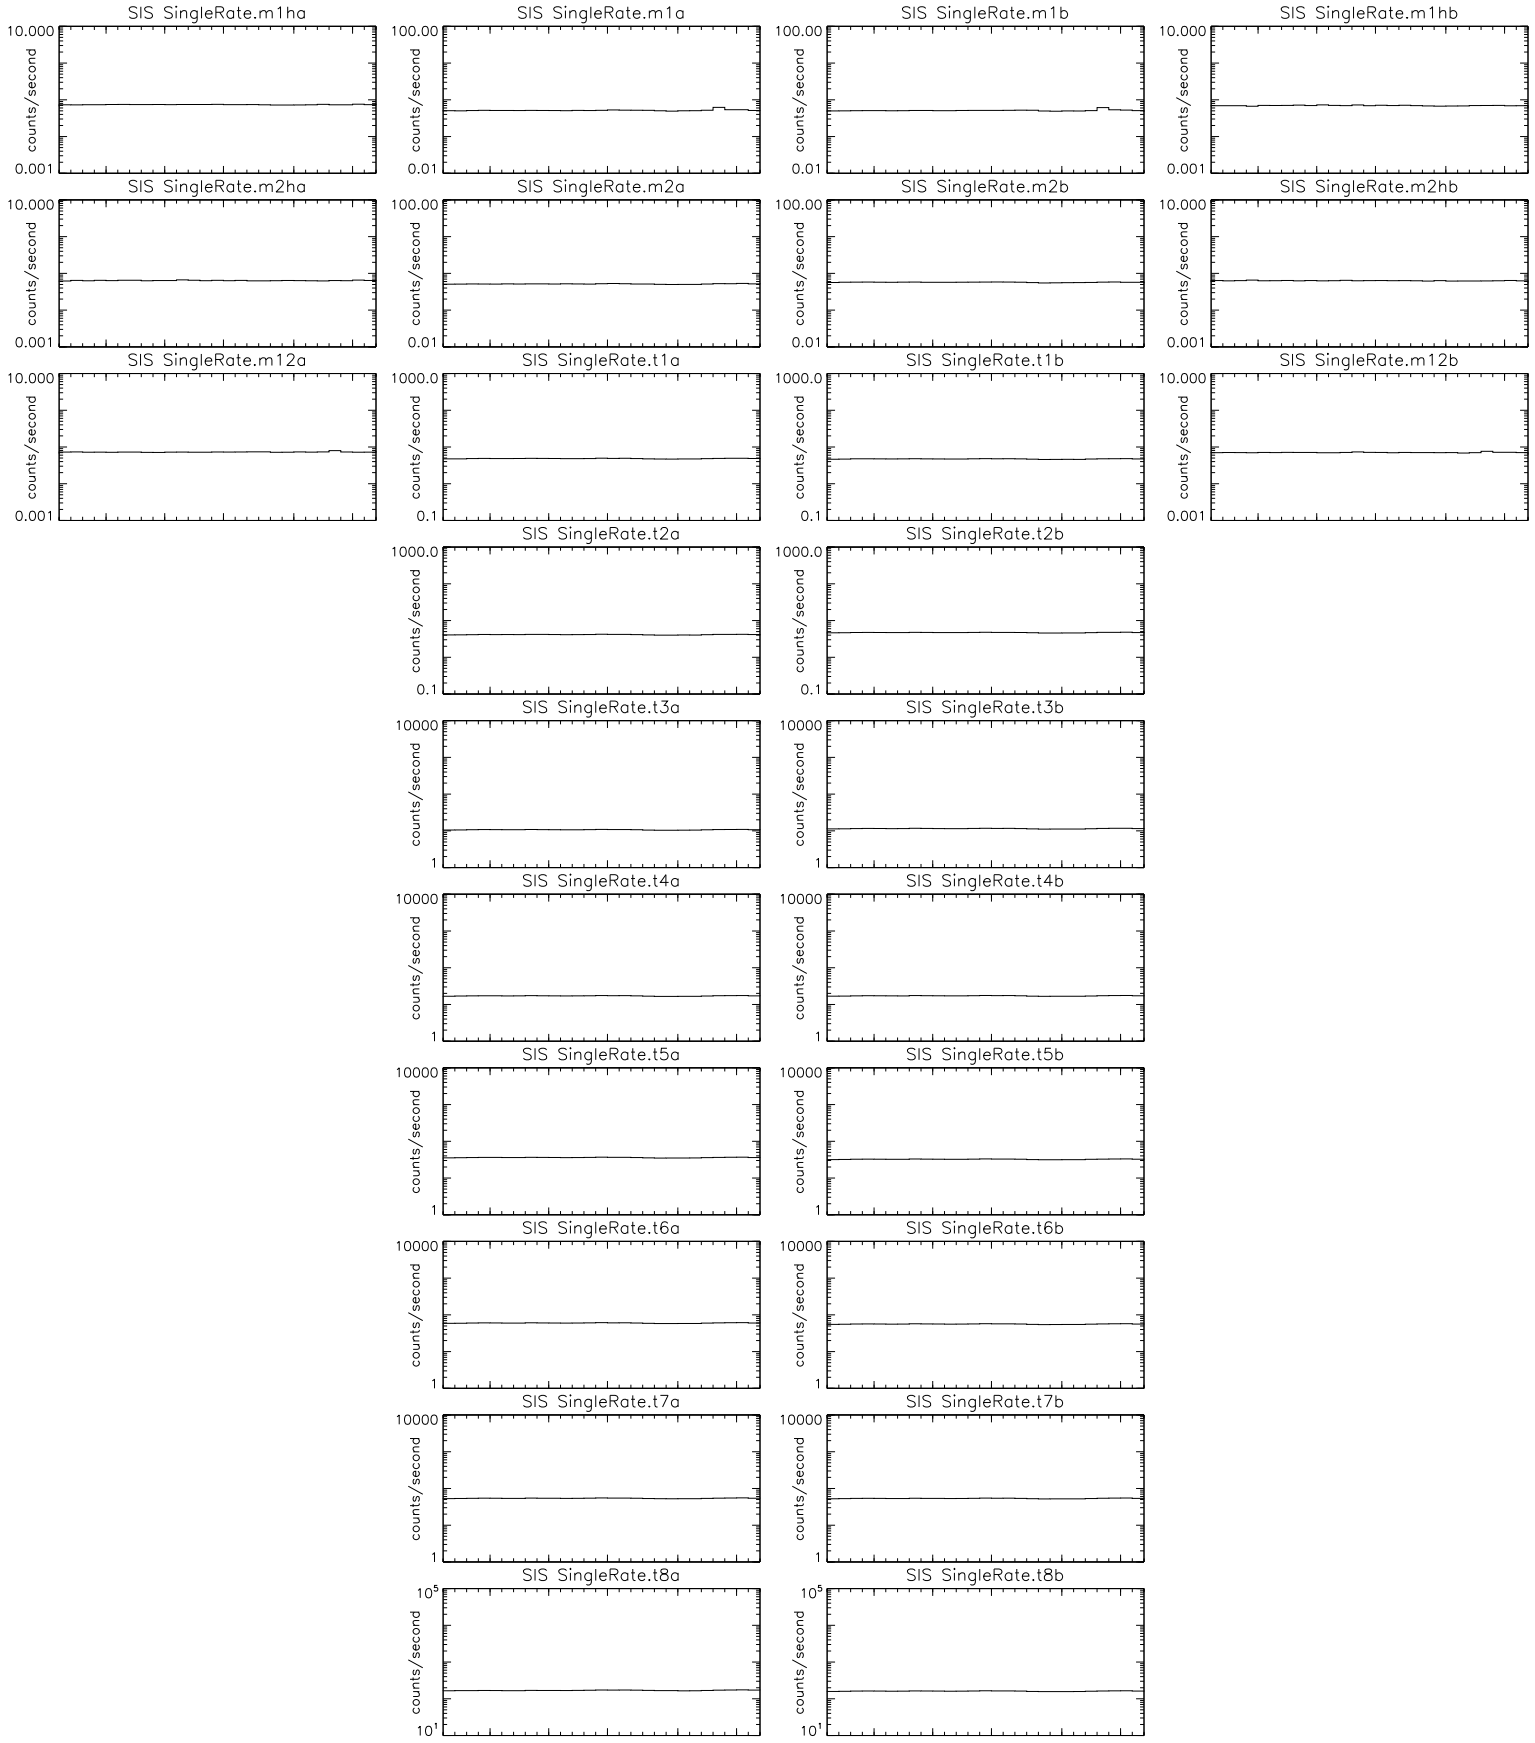 SIS SingleRate.m1ha
10.000
counts/second
0.001
SIS SingleRate.m1a
100.00
counts/second
0.01
SIS SingleRate.m1b
100.00
counts/second
0.01
SIS SingleRate.m1hb
10.000
counts/second
0.001
SIS SingleRate.m2ha
10.000
counts/second
0.001
SIS SingleRate.m2a
100.00
counts/second
0.01
SIS SingleRate.m2b
100.00
counts/second
0.01
SIS SingleRate.m2hb
10.000
counts/second
0.001
SIS SingleRate.m12a
10.000
counts/second
0.001
SIS SingleRate.t1a
1000.0
counts/second
0.1
SIS SingleRate.t1b
1000.0
counts/second
0.1
SIS SingleRate.m12b
10.000
counts/second
0.001
SIS SingleRate.t2a
1000.0
counts/second
0.1
SIS SingleRate.t2b
1000.0
counts/second
0.1
SIS SingleRate.t3a
10000
counts/second
1
SIS SingleRate.t3b
10000
counts/second
1
SIS SingleRate.t4a
10000
counts/second
1
SIS SingleRate.t4b
10000
counts/second
1
SIS SingleRate.t5a
10000
counts/second
1
SIS SingleRate.t5b
10000
counts/second
1
SIS SingleRate.t6a
10000
counts/second
1
SIS SingleRate.t6b
10000
counts/second
1
SIS SingleRate.t7a
10000
counts/second
1
SIS SingleRate.t7b
10000
counts/second
1
SIS SingleRate.t8a
10⁵
counts/second
10¹
SIS SingleRate.t8b
10⁵
counts/second
10¹